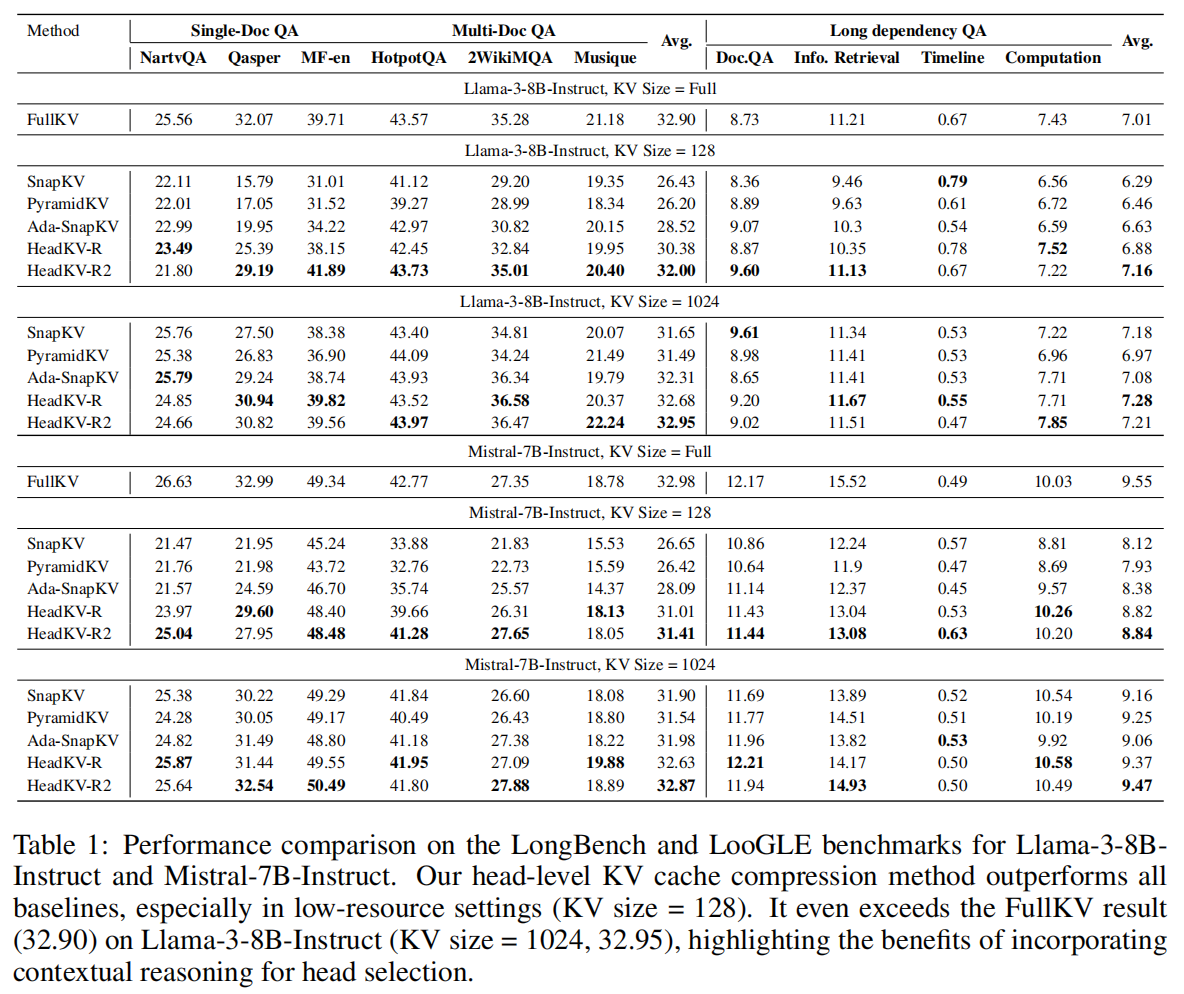 Method Single-Doc QA Multi-Doc QA Avg. Long dependency QA Avg.
NartvQA Qasper MF-en HotpotQA 2WikiMQA Musique Doc.QA Info. Retrieval Timeline Computation
Llama-3-8B-Instruct, KV Size = Full
FullKV 25.56 32.07 39.71 43.57 35.28 21.18 32.90 8.73 11.21 0.67 7.43 7.01
Llama-3-8B-Instruct, KV Size = 128
SnapKV 22.11 15.79 31.01 41.12 29.20 19.35 26.43 8.36 9.46 0.79 6.56 6.29
PyramidKV 22.01 17.05 31.52 39.27 28.99 18.34 26.20 8.89 9.63 0.61 6.72 6.46
Ada-SnapKV 22.99 19.95 34.22 42.97 30.82 20.15 28.52 9.07 10.3 0.54 6.59 6.63
HeadKV-R 23.49 25.39 38.15 42.45 32.84 19.95 30.38 8.87 10.35 0.78 7.52 6.88
HeadKV-R2 21.80 29.19 41.89 43.73 35.01 20.40 32.00 9.60 11.13 0.67 7.22 7.16
Llama-3-8B-Instruct, KV Size = 1024
SnapKV 25.76 27.50 38.38 43.40 34.81 20.07 31.65 9.61 11.34 0.53 7.22 7.18
PyramidKV 25.38 26.83 36.90 44.09 34.24 21.49 31.49 8.98 11.41 0.53 6.96 6.97
Ada-SnapKV 25.79 29.24 38.74 43.93 36.34 19.79 32.31 8.65 11.41 0.53 7.71 7.08
HeadKV-R 24.85 30.94 39.82 43.52 36.58 20.37 32.68 9.20 11.67 0.55 7.71 7.28
HeadKV-R2 24.66 30.82 39.56 43.97 36.47 22.24 32.95 9.02 11.51 0.47 7.85 7.21
Mistral-7B-Instruct, KV Size = Full
FullKV 26.63 32.99 49.34 42.77 27.35 18.78 32.98 12.17 15.52 0.49 10.03 9.55
Mistral-7B-Instruct, KV Size = 128
SnapKV 21.47 21.95 45.24 33.88 21.83 15.53 26.65 10.86 12.24 0.57 8.81 8.12
PyramidKV 21.76 21.98 43.72 32.76 22.73 15.59 26.42 10.64 11.9 0.47 8.69 7.93
Ada-SnapKV 21.57 24.59 46.70 35.74 25.57 14.37 28.09 11.14 12.37 0.45 9.57 8.38
HeadKV-R 23.97 29.60 48.40 39.66 26.31 18.13 31.01 11.43 13.04 0.53 10.26 8.82
HeadKV-R2 25.04 27.95 48.48 41.28 27.65 18.05 31.41 11.44 13.08 0.63 10.20 8.84
Mistral-7B-Instruct, KV Size = 1024
SnapKV 25.38 30.22 49.29 41.84 26.60 18.08 31.90 11.69 13.89 0.52 10.54 9.16
PyramidKV 24.28 30.05 49.17 40.49 26.43 18.80 31.54 11.77 14.51 0.51 10.19 9.25
Ada-SnapKV 24.82 31.49 48.80 41.18 27.38 18.22 31.98 11.96 13.82 0.53 9.92 9.06
HeadKV-R 25.87 31.44 49.55 41.95 27.09 19.88 32.63 12.21 14.17 0.50 10.58 9.37
HeadKV-R2 25.64 32.54 50.49 41.80 27.88 18.89 32.87 11.94 14.93 0.50 10.49 9.47
Table 1: Performance comparison on the LongBench and LooGLE benchmarks for Llama-3-8B-
Instruct and Mistral-7B-Instruct. Our head-level KV cache compression method outperforms all
baselines, especially in low-resource settings (KV size = 128). It even exceeds the FullKV result
(32.90) on Llama-3-8B-Instruct (KV size = 1024, 32.95), highlighting the benefits of incorporating
contextual reasoning for head selection.